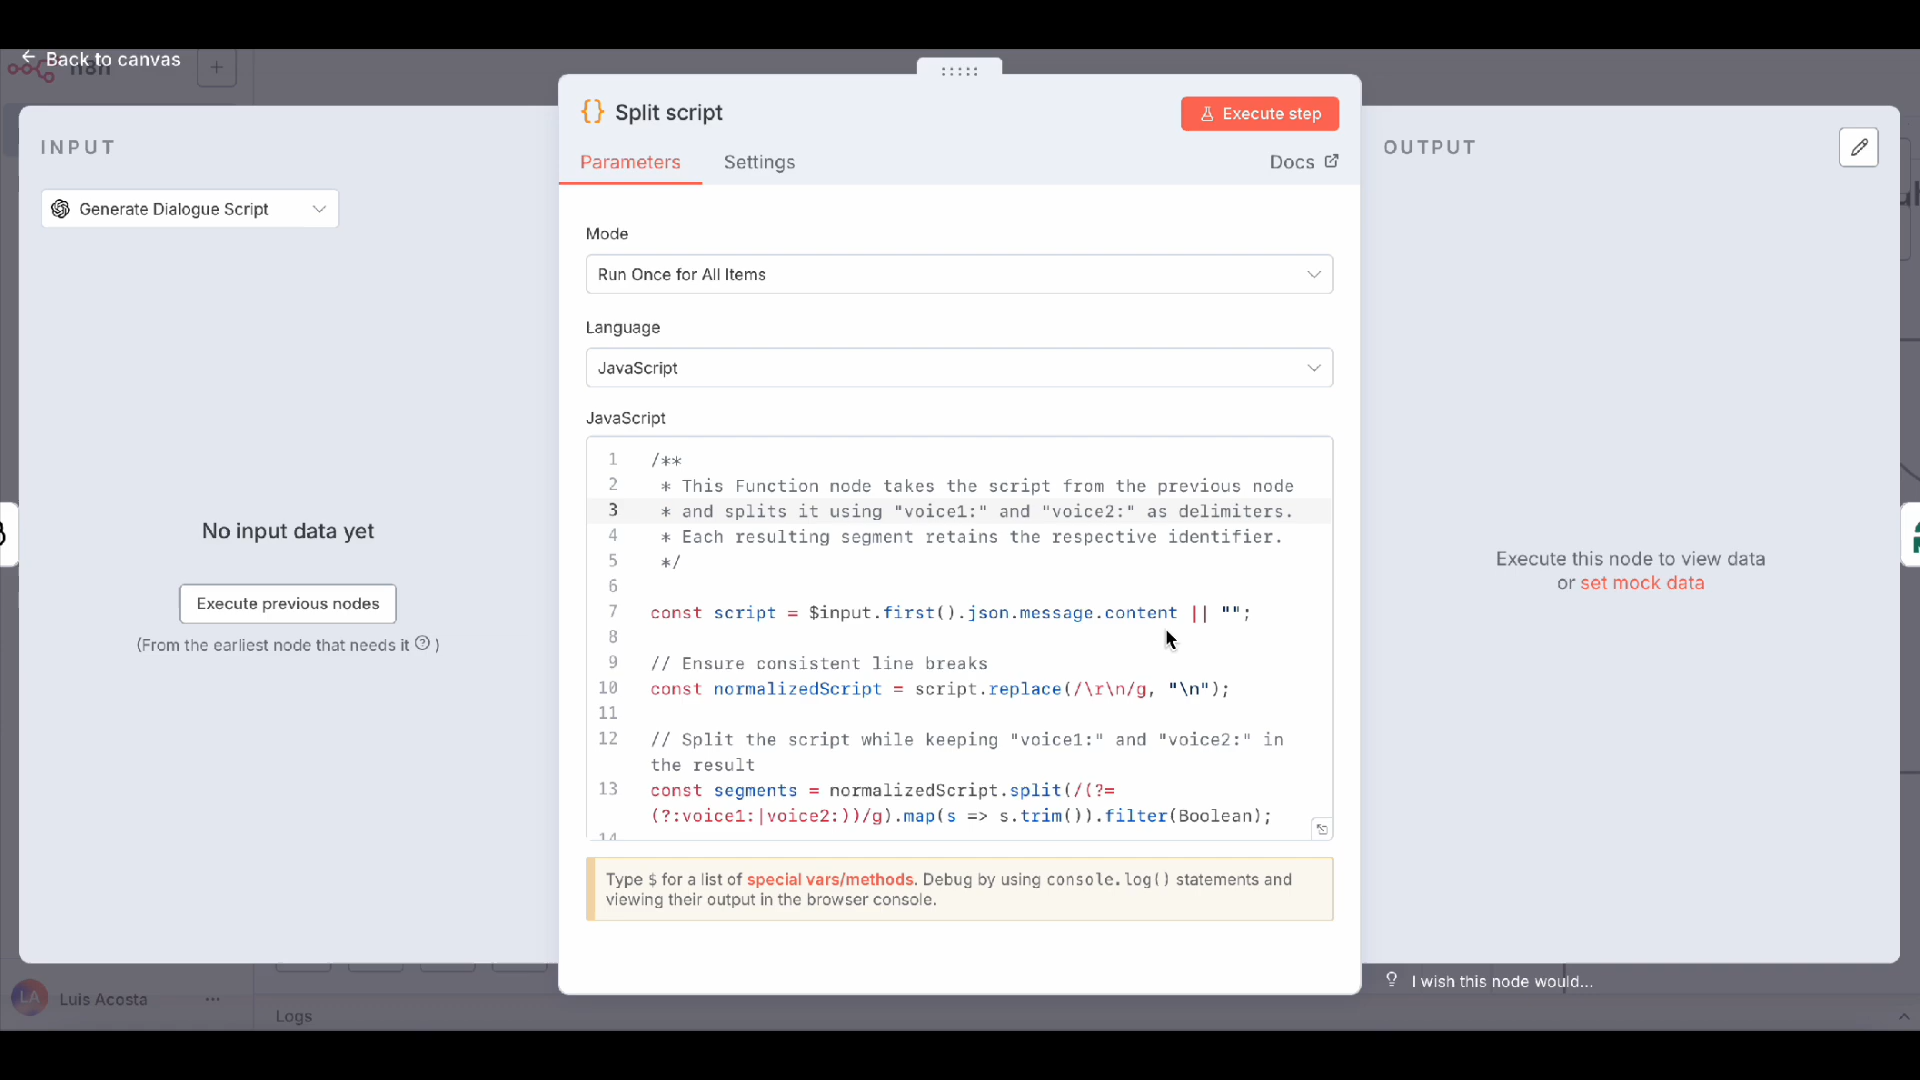 ← Back to canvas
n8n
+
INPUT
Generate Dialogue Script
No input data yet
Execute previous nodes
(From the earliest node that needs it ? )
{} Split script
Execute step
Parameters
Settings
Docs
Mode
Run Once for All Items
Language
JavaScript
JavaScript
1 /**
2 * This Function node takes the script from the previous node
3 * and splits it using "voice1:" and "voice2:" as delimiters.
4 * Each resulting segment retains the respective identifier.
5 */
6
7 const script = $input.first().json.message.content || "";
8
9 // Ensure consistent line breaks
10 const normalizedScript = script.replace(/\r\n/g, "\n");
11
12 // Split the script while keeping "voice1:" and "voice2:" in
the result
13 const segments = normalizedScript.split(/(?=
(?:voice1:|voice2:))/g).map(s => s.trim()).filter(Boolean);
14
Type $ for a list of special vars/methods. Debug by using console.log() statements and
viewing their output in the browser console.
OUTPUT
Execute this node to view data
or set mock data
I wish this node would...
LA
Luis Acosta
...
Logs